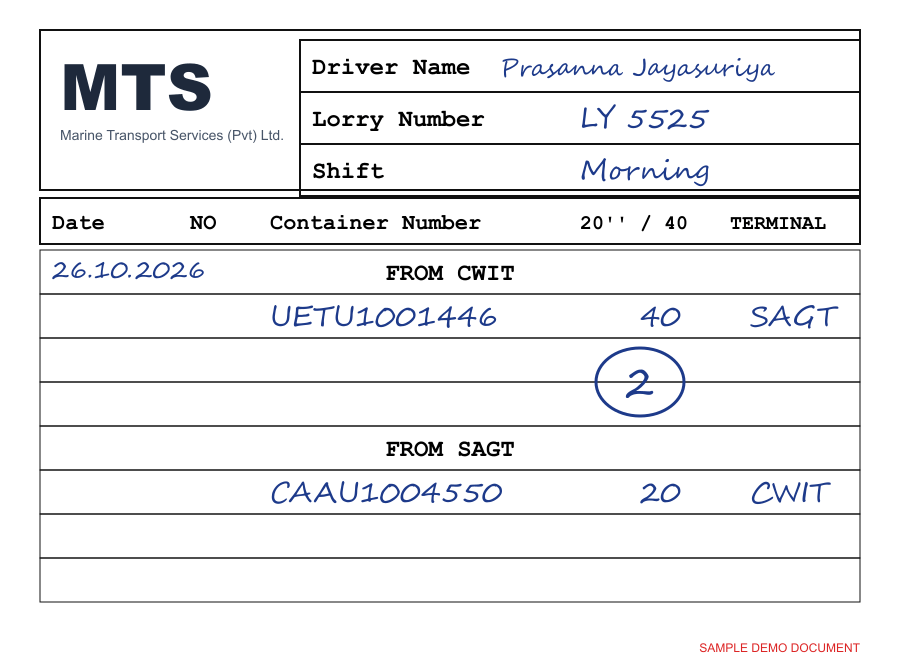 MTS
Marine Transport Services (Pvt) Ltd.
Driver Name Prasanna Jayasuriya
Lorry Number LY 5525
Shift Morning
Date NO Container Number 20'' / 40 TERMINAL
26.10.2026 FROM CWIT
UETU1001446 40 SAGT
2
FROM SAGT
CAAU1004550 20 CWIT
SAMPLE DEMO DOCUMENT